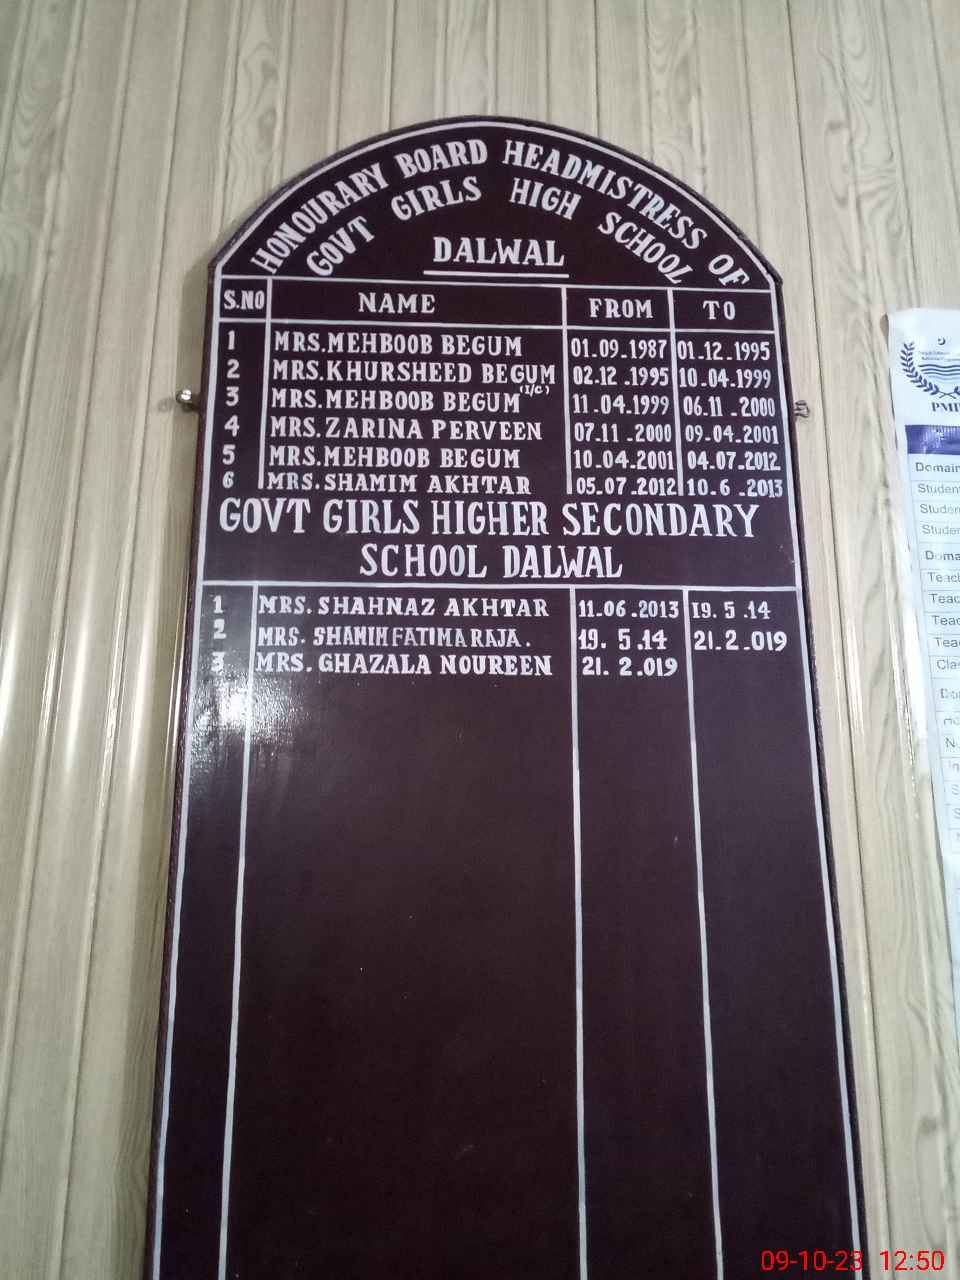 HONOURARY BOARD HEADMISTRESS OF
GOVT GIRLS HIGH SCHOOL
DALWAL
S.NO NAME FROM TO
1 MRS.MEHBOOB BEGUM 01.09.1987 01.12.1995
2 MRS.KHURSHEED BEGUM 02.12.1995 10.04.1999
3 MRS.MEHBOOB BEGUM (I/C) 11.04.1999 06.11.2000
4 MRS.ZARINA PERVEEN 07.11.2000 09.04.2001
5 MRS.MEHBOOB BEGUM 10.04.2001 04.07.2012
6 MRS.SHAMIM AKHTAR 05.07.2012 10.6.2013
GOVT GIRLS HIGHER SECONDARY
SCHOOL DALWAL
1 MRS. SHAHNAZ AKHTAR 11.06.2013 19.5.14
2 MRS. SHAMIM FATIMA RAJA. 19.5.14 21.2.019
3 MRS. GHAZALA NOUREEN 21.2.019
Domain
Student
Student
Student
09-10-23 12:50